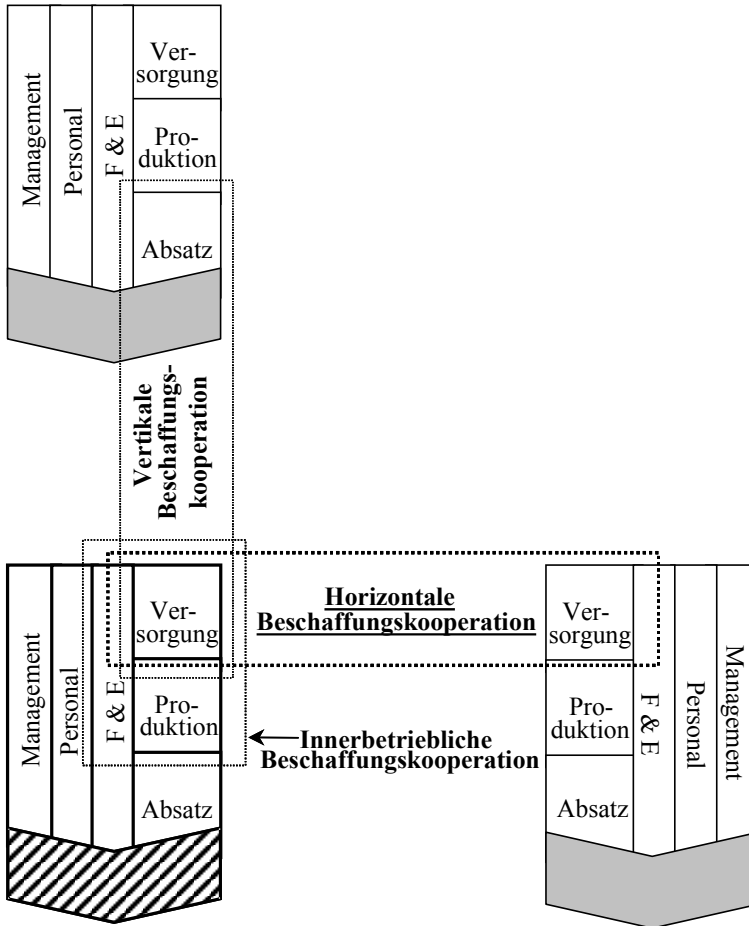 Management
Personal
F & E
Ver-
sorgung
Pro-
duktion
Absatz
Vertikale
Beschaffungs-
kooperation
Management
Personal
F & E
Ver-
sorgung
Pro-
duktion
Absatz
Horizontale
Beschaffungskooperation
Innerbetriebliche
Beschaffungskooperation
Ver-
sorgung
Pro-
duktion
Absatz
F & E
Personal
Management